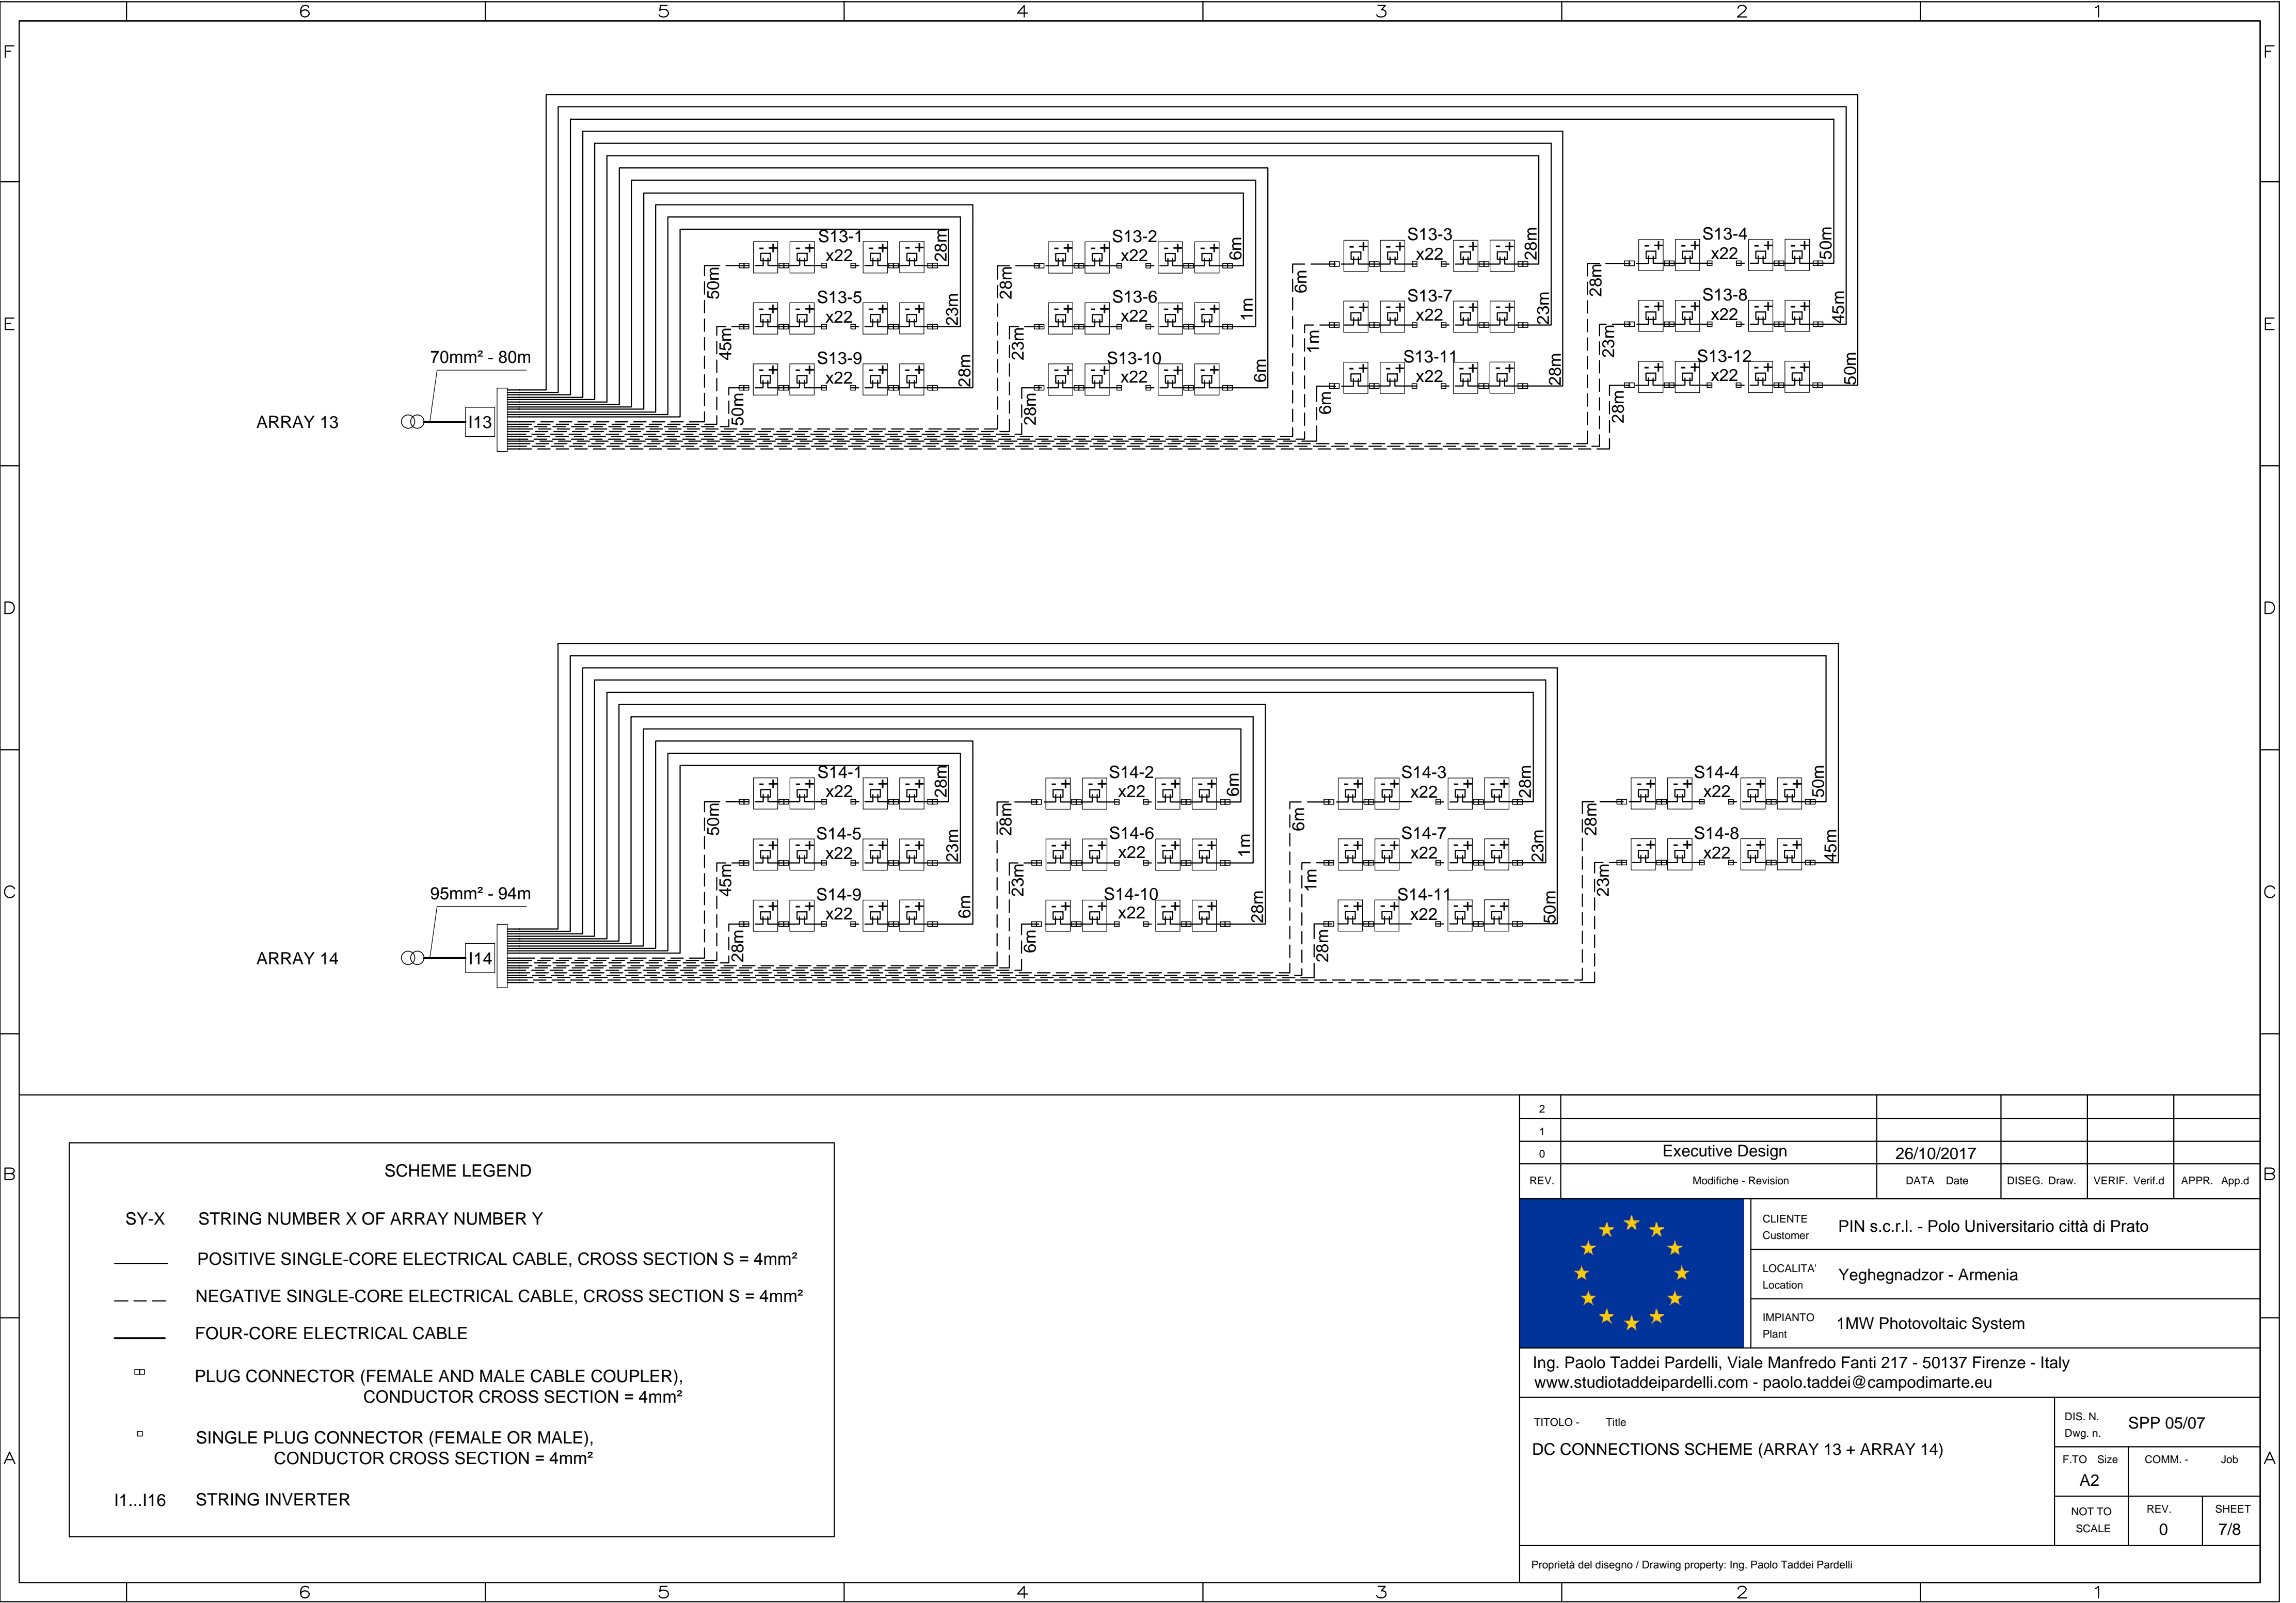 6 5 4 3 2 1
F F
S13-1 S13-2 S13-3 S13-4
x22 x22 x22 x22
28m 6m 28m 50m
50m 28m 6m 28m
S13-5 S13-6 S13-7 S13-8
x22 x22 x22 x22
23m 1m 23m 45m
E E
45m 23m 1m 23m
S13-9 S13-10 S13-11 S13-12
x22 x22 x22 x22
28m 6m 28m 50m
50m 28m 6m 28m
70mm² - 80m
ARRAY 13 I13
D D
S14-1 S14-2 S14-3 S14-4
x22 x22 x22 x22
28m 6m 28m 50m
50m 28m 6m 28m
S14-5 S14-6 S14-7 S14-8
x22 x22 x22 x22
23m 1m 23m 45m
45m 23m 1m 23m
C C
S14-9 S14-10 S14-11
x22 x22 x22
6m 28m 50m
28m 6m 28m
95mm² - 94m
ARRAY 14 I14
B B
SCHEME LEGEND
SY-X STRING NUMBER X OF ARRAY NUMBER Y
POSITIVE SINGLE-CORE ELECTRICAL CABLE, CROSS SECTION S = 4mm²
NEGATIVE SINGLE-CORE ELECTRICAL CABLE, CROSS SECTION S = 4mm²
FOUR-CORE ELECTRICAL CABLE
PLUG CONNECTOR (FEMALE AND MALE CABLE COUPLER),
CONDUCTOR CROSS SECTION = 4mm²
SINGLE PLUG CONNECTOR (FEMALE OR MALE),
CONDUCTOR CROSS SECTION = 4mm²
I1...I16 STRING INVERTER
2
1
0 Executive Design 26/10/2017
REV. Modifiche - Revision DATA Date DISEG. Draw. VERIF. Verif.d APPR. App.d
CLIENTE
Customer
PIN s.c.r.l. - Polo Universitario città di Prato
LOCALITA'
Location
Yeghegnadzor - Armenia
IMPIANTO
Plant
1MW Photovoltaic System
Ing. Paolo Taddei Pardelli, Viale Manfredo Fanti 217 - 50137 Firenze - Italy
www.studiotaddeipardelli.com - paolo.taddei@campodimarte.eu
TITOLO - Title
DC CONNECTIONS SCHEME (ARRAY 13 + ARRAY 14)
DIS. N.
Dwg. n.
SPP 05/07
F.TO Size
A2
COMM. - Job
NOT TO
SCALE
REV.
0
SHEET
7/8
A A
Proprietà del disegno / Drawing property: Ing. Paolo Taddei Pardelli
6 5 4 3 2 1